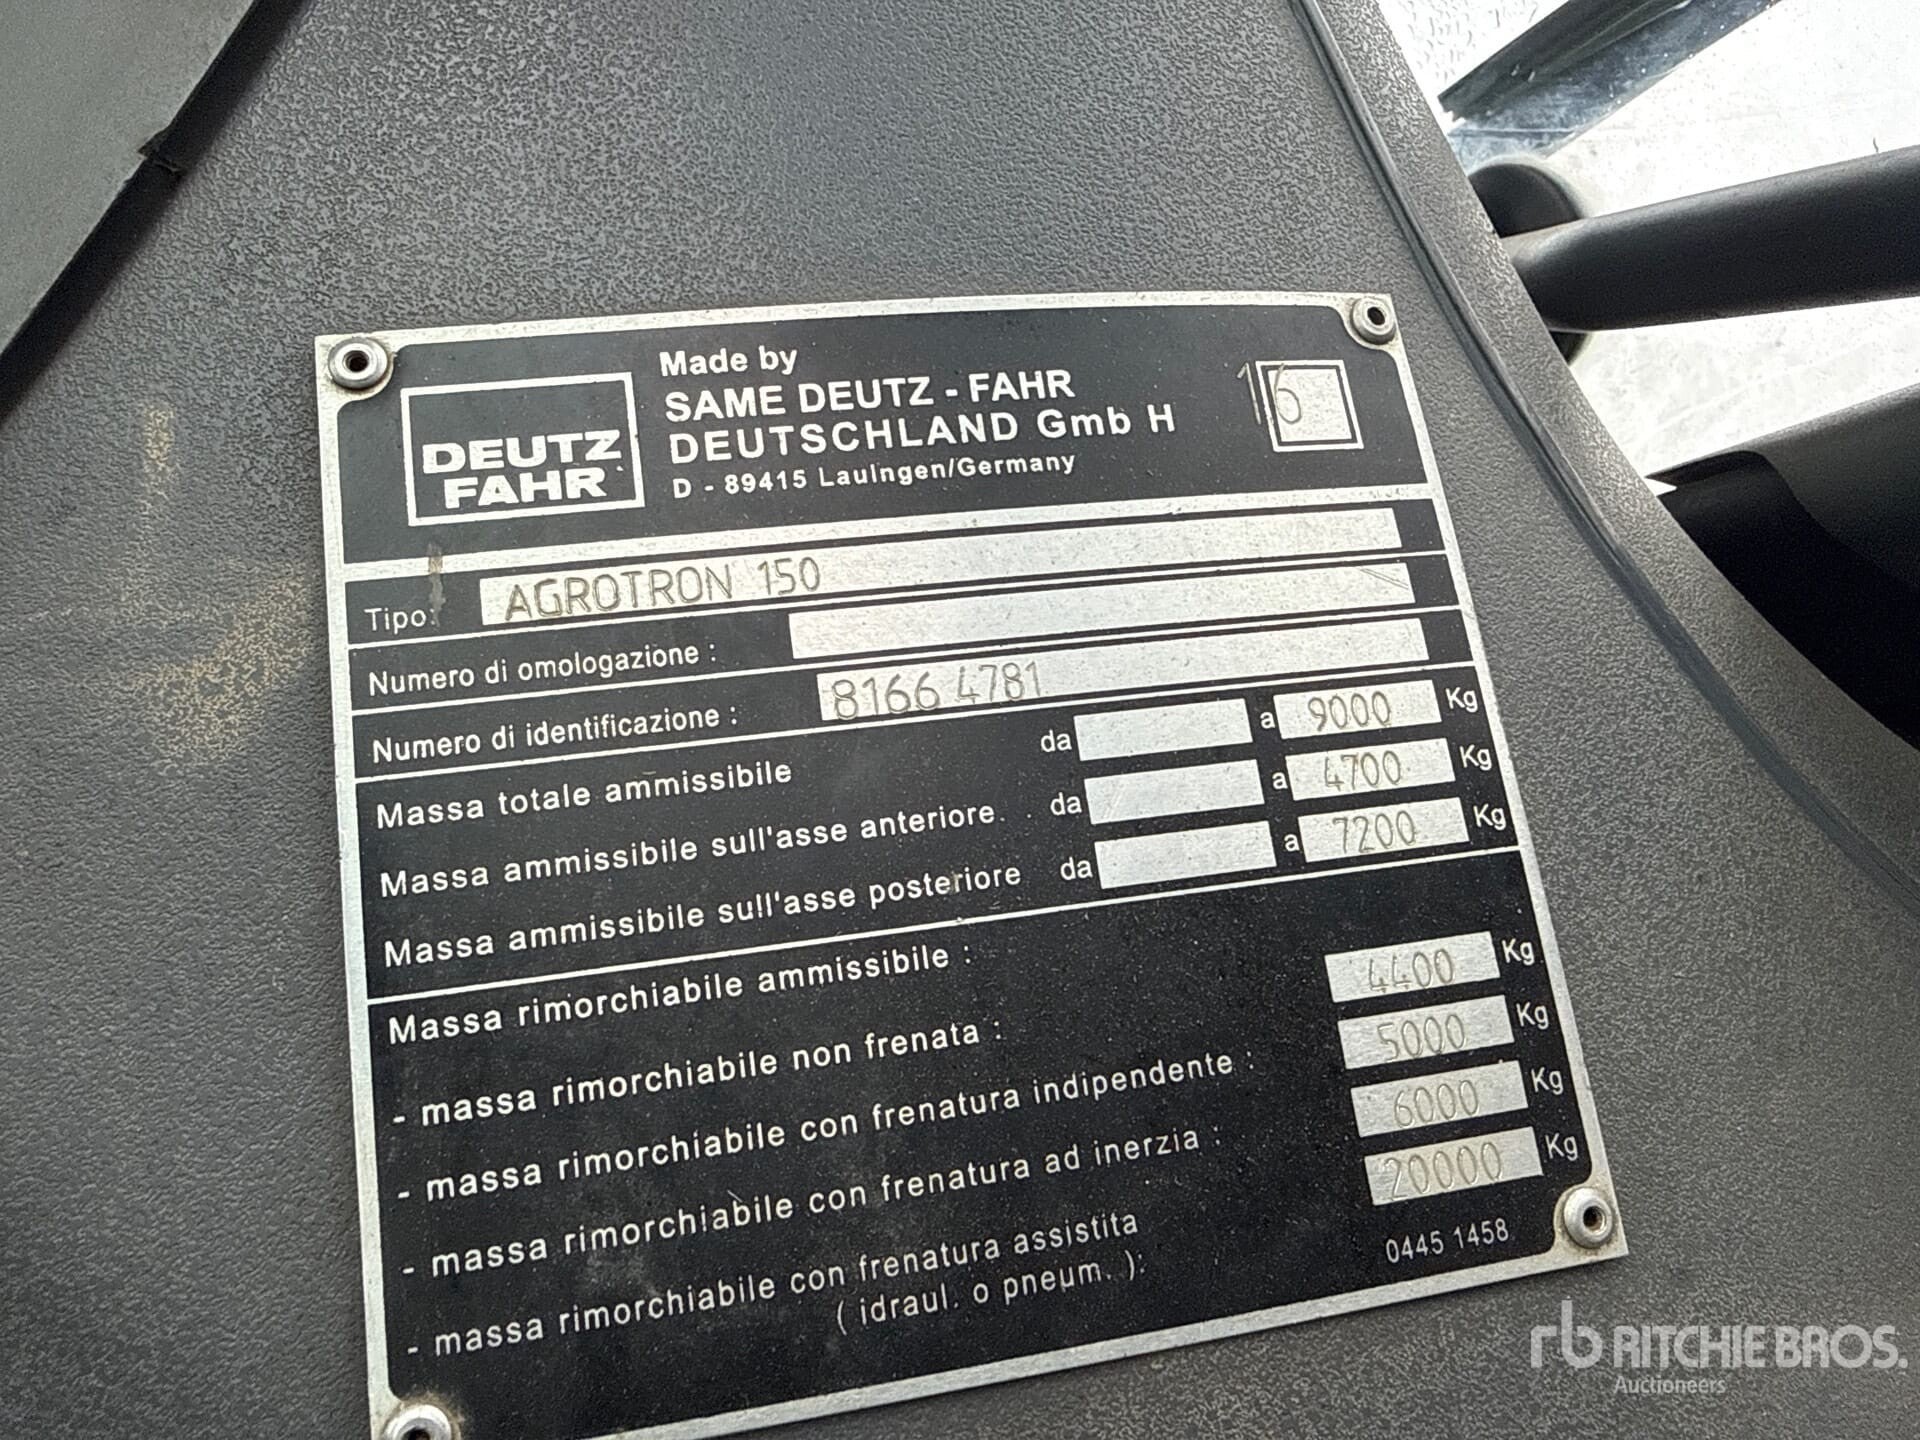 DEUTZ
FAHR
Made by
SAME DEUTZ - FAHR
DEUTSCHLAND Gmb H
D - 89415 Lauingen/Germany
16
Tipo: AGROTRON 150
Numero di omologazione :
Numero di identificazione : 8166 4781
Massa totale ammissibile da a 9000 Kg
Massa ammissibile sull'asse anteriore. . da a 4700 Kg
Massa ammissibile sull'asse posteriore da a 7200 Kg
Massa rimorchiabile ammissibile :
- massa rimorchiabile non frenata : 4400 Kg
- massa rimorchiabile con frenatura indipendente : 5000 Kg
- massa rimorchiabile con frenatura ad inerzia : 6000 Kg
- massa rimorchiabile con frenatura assistita 20000 Kg
( idraul. o pneum. ):
0445 1458
rb RITCHIE BROS.
Auctioneers